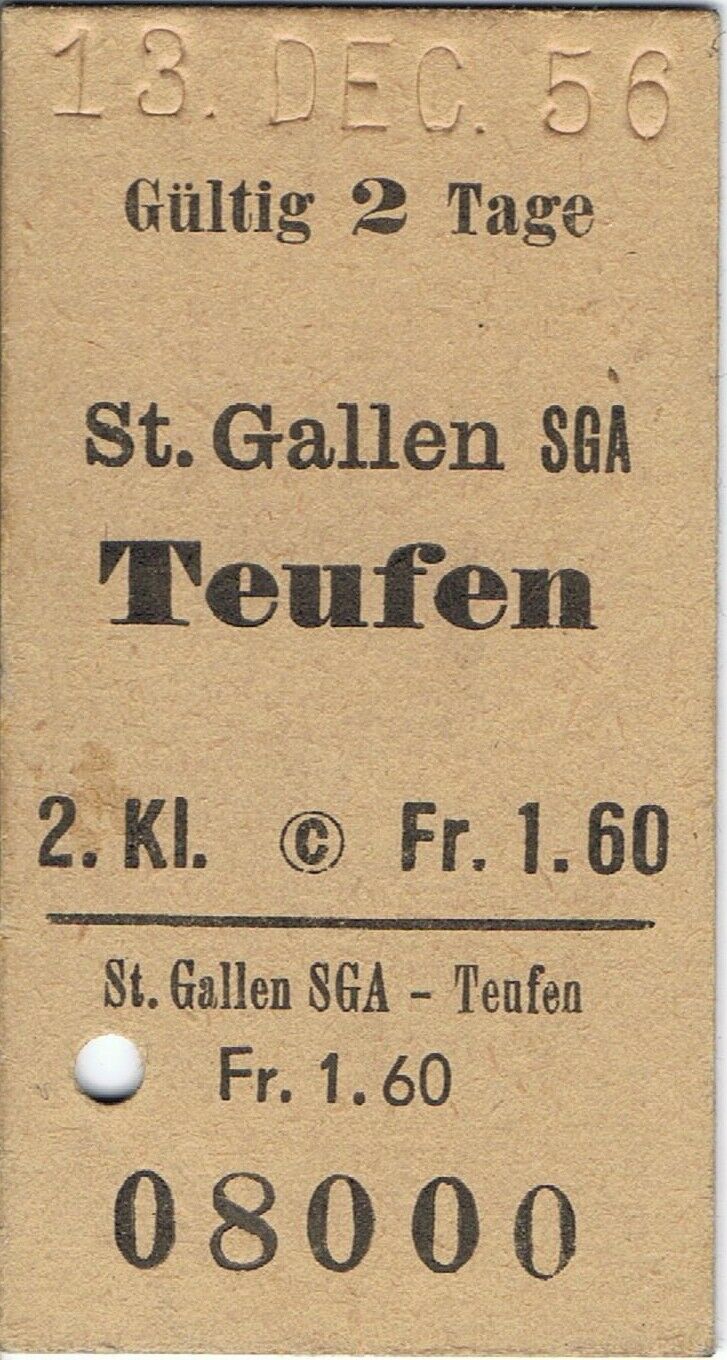 13. DEC. 56
Gültig 2 Tage
St. Gallen SGA
Teufen
2. Kl. © Fr. 1.60
St. Gallen SGA - Teufen
Fr. 1.60
08000